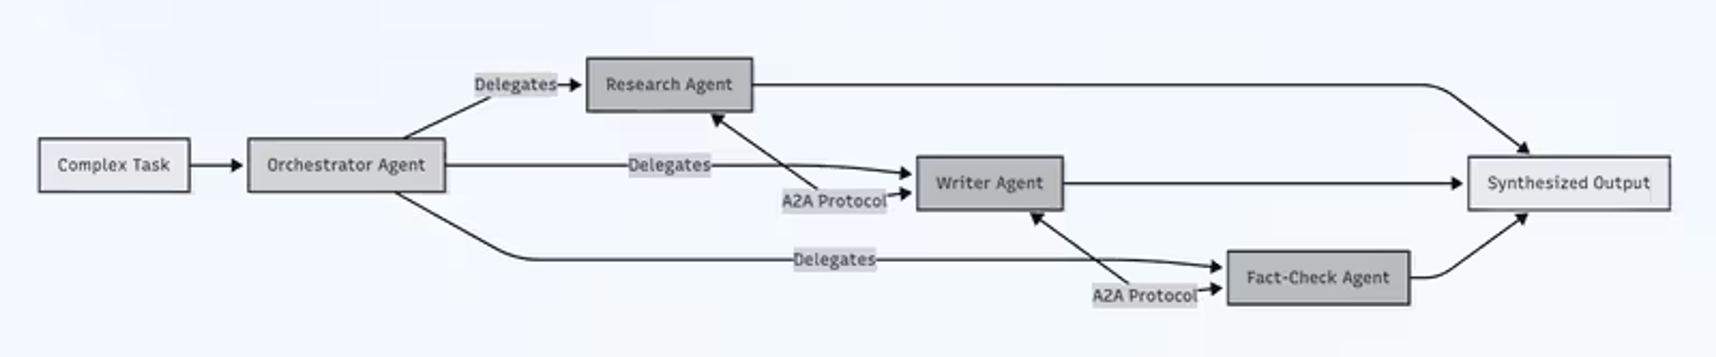 Delegates
Research Agent
Complex Task
Orchestrator Agent
Delegates
Writer Agent
Synthesized Output
A2A Protocol
Delegates
Fact-Check Agent
A2A Protocol